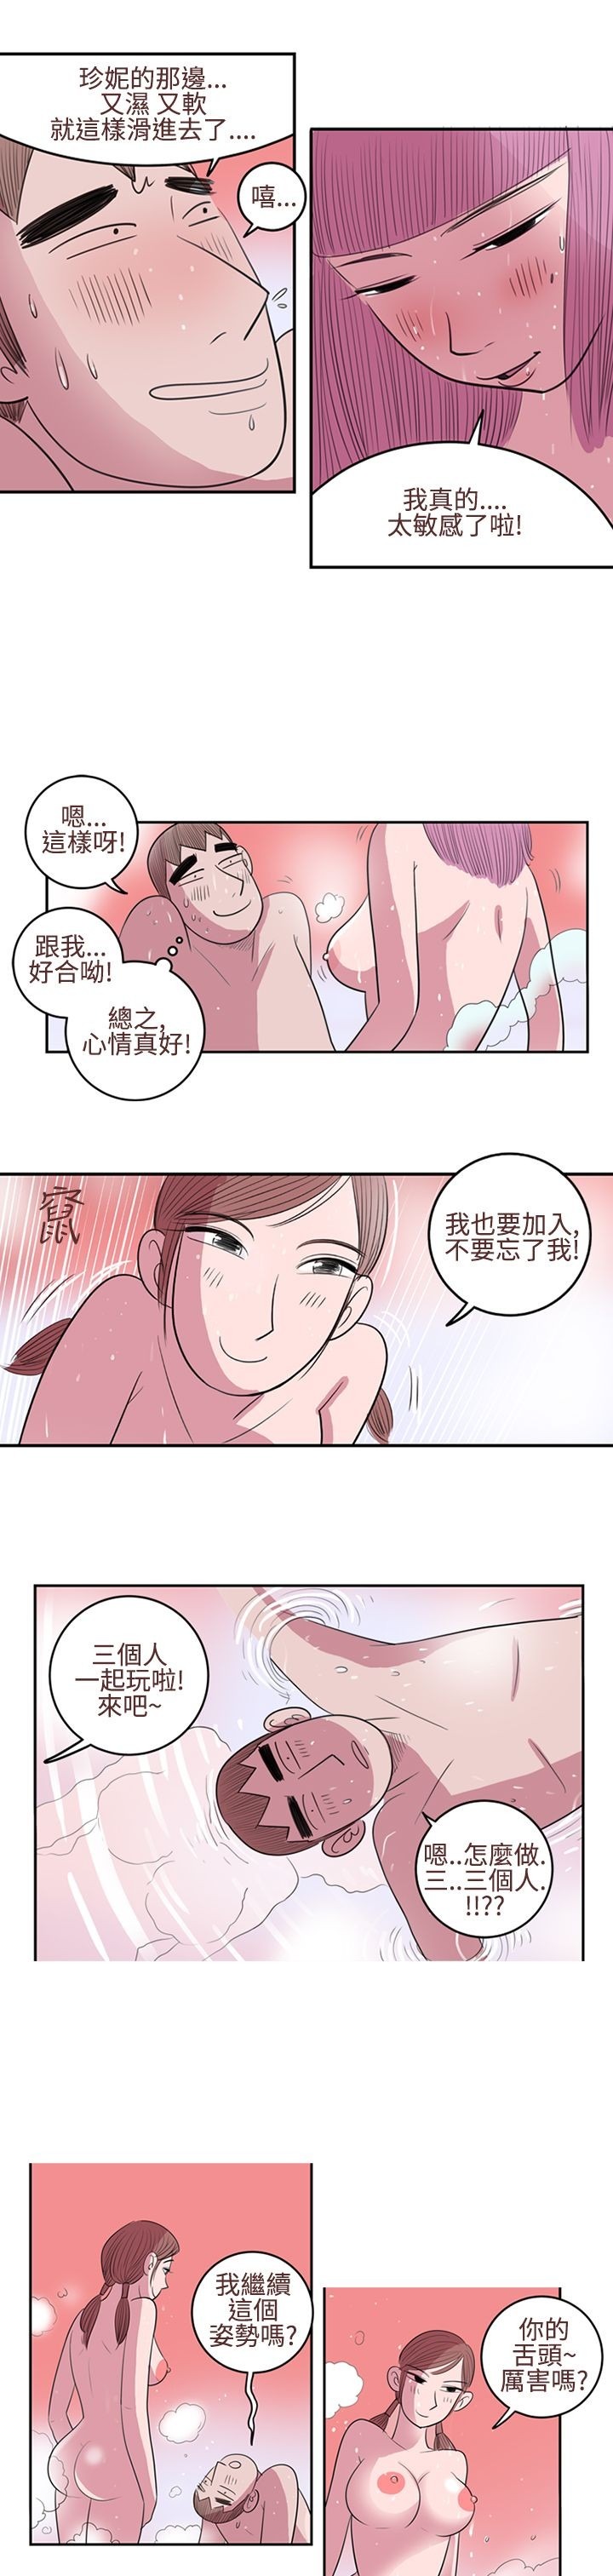 珍妮的那邊...
又濕 又軟
就這樣滑進去了....
嘻...
我真的....
太敏感了啦!
嗯...
這樣呀!
跟我...
好合呦!
總之,
心情真好!
竄
我也要加入,
不要忘了我!
三個人
一起玩啦!
來吧~
嗯..怎麼做.
三..三個人.
!!??
我繼續
這個
姿勢嗎?
你的
舌頭~
厲害嗎?